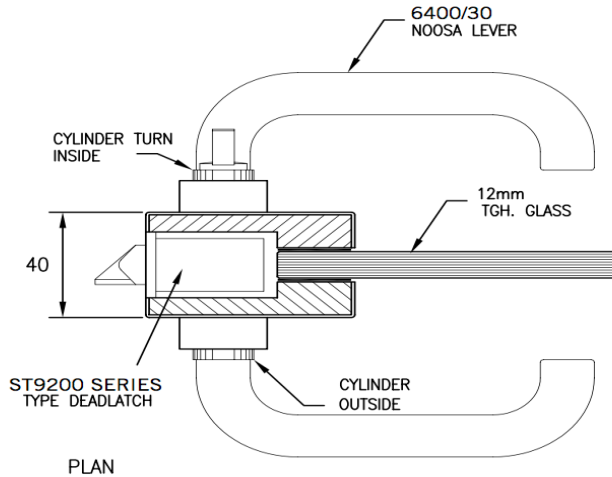 6400/30
NOOSA LEVER
CYLINDER TURN
INSIDE
12mm
TGH. GLASS
40
ST9200 SERIES
TYPE DEADLATCH
CYLINDER
OUTSIDE
PLAN